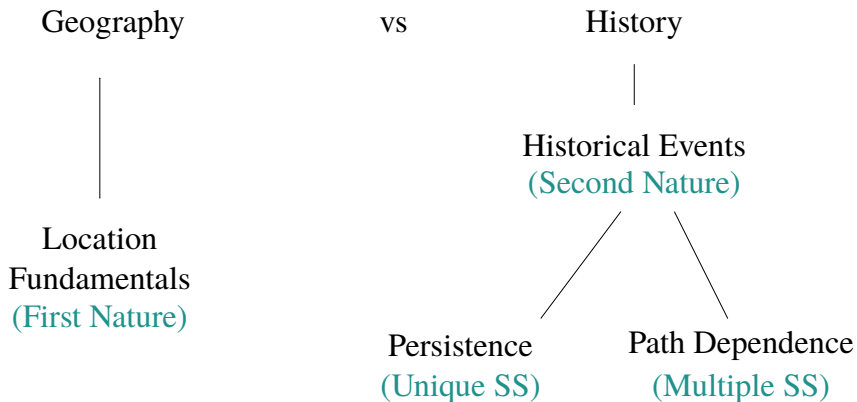 Geography vs History
Historical Events
(Second Nature)
Location
Fundamentals
(First Nature)
Persistence Path Dependence
(Unique SS) (Multiple SS)